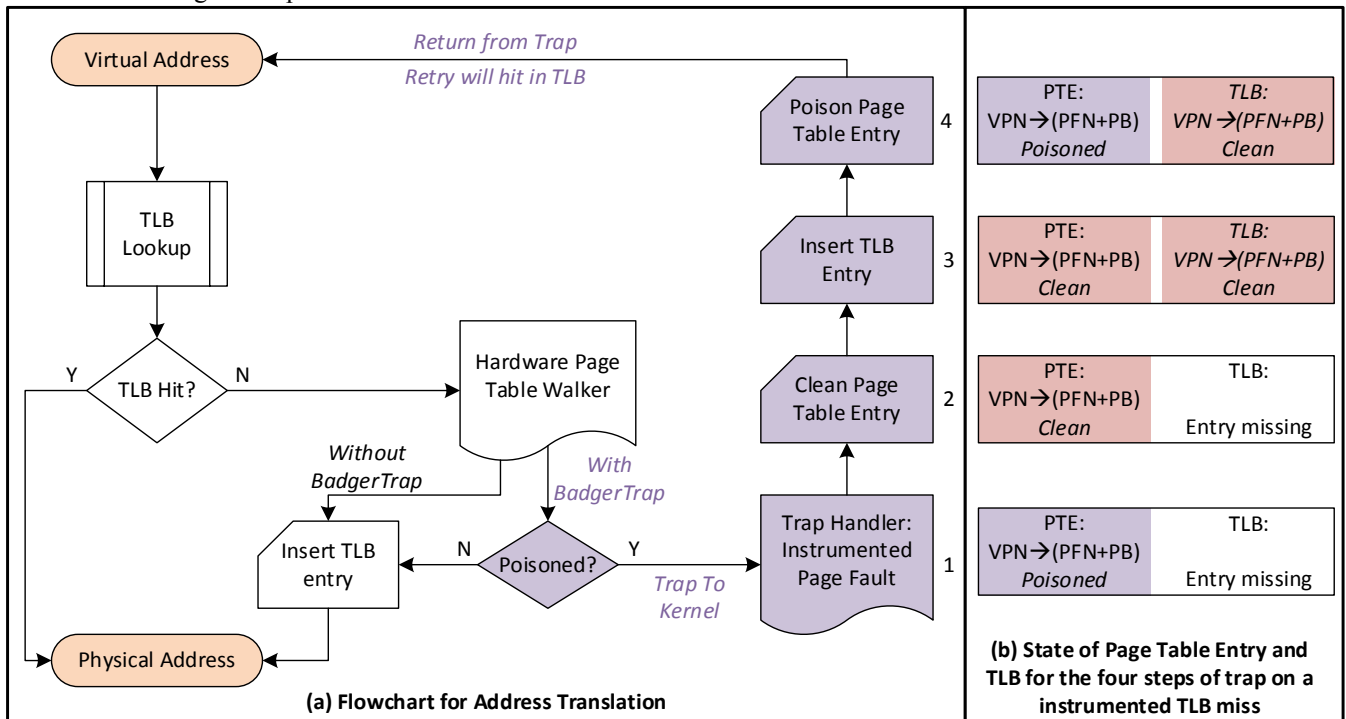 Return from Trap
Retry will hit in TLB
Virtual Address
TLB
Lookup
TLB Hit?
Y
N
Hardware Page
Table Walker
Without
BadgerTrap
With
BadgerTrap
Insert TLB
entry
N
Poisoned?
Y
Trap To
Kernel
Physical Address
Poison Page
Table Entry
4
Insert TLB
Entry
3
Clean Page
Table Entry
2
Trap Handler:
Instrumented
Page Fault
1
(a) Flowchart for Address Translation
PTE:
VPN→(PFN+PB)
Poisoned
TLB:
VPN→(PFN+PB)
Clean
PTE:
VPN→(PFN+PB)
Clean
TLB:
VPN→(PFN+PB)
Clean
PTE:
VPN→(PFN+PB)
Clean
TLB:
Entry missing
PTE:
VPN→(PFN+PB)
Poisoned
TLB:
Entry missing
(b) State of Page Table Entry and
TLB for the four steps of trap on a
instrumented TLB miss